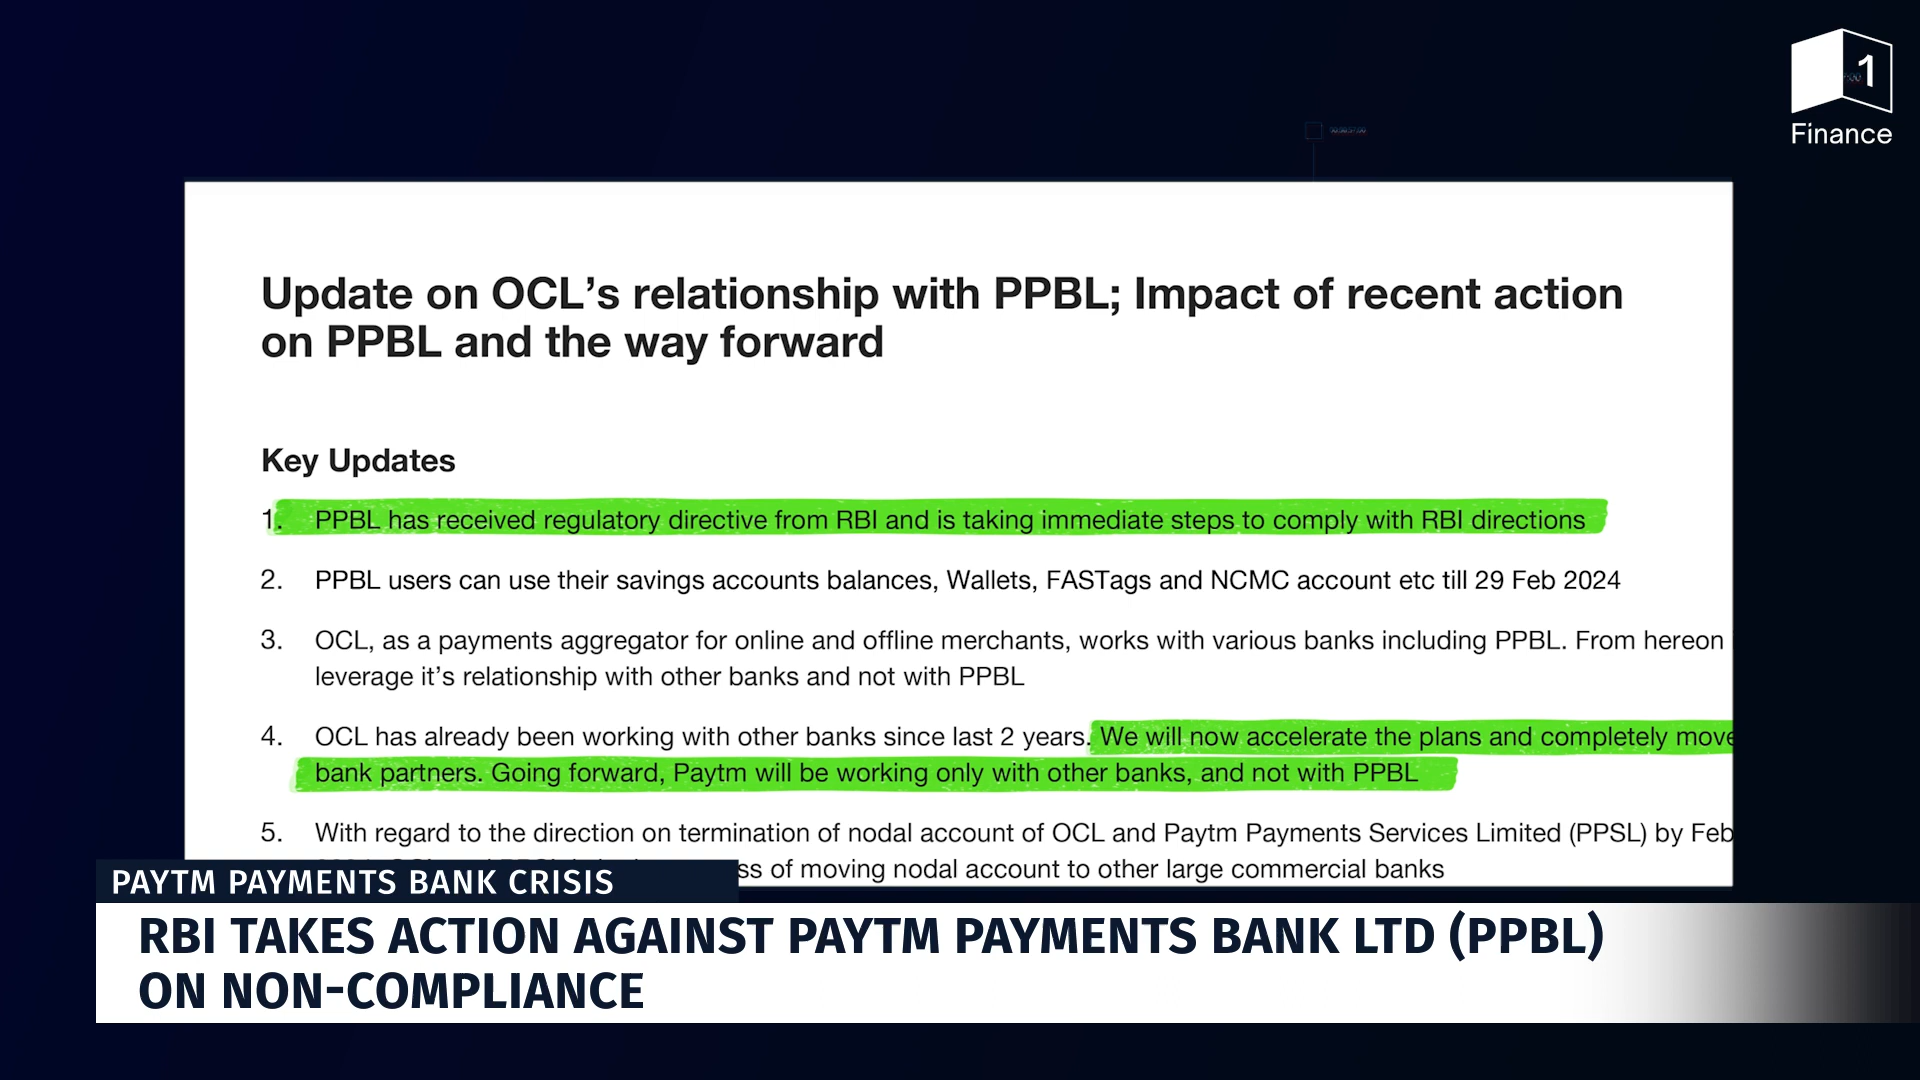 1
Finance
Update on OCL's relationship with PPBL; Impact of recent action
on PPBL and the way forward
Key Updates
1. PPBL has received regulatory directive from RBI and is taking immediate steps to comply with RBI directions
2. PPBL users can use their savings accounts balances, Wallets, FASTags and NCMC account etc till 29 Feb 2024
3. OCL, as a payments aggregator for online and offline merchants, works with various banks including PPBL. From hereon
leverage it's relationship with other banks and not with PPBL
4. OCL has already been working with other banks since last 2 years. We will now accelerate the plans and completely move
bank partners. Going forward, Paytm will be working only with other banks, and not with PPBL
5. With regard to the direction on termination of nodal account of OCL and Paytm Payments Services Limited (PPSL) by Feb
of moving nodal account to other large commercial banks
PAYTM PAYMENTS BANK CRISIS
RBI TAKES ACTION AGAINST PAYTM PAYMENTS BANK LTD (PPBL)
ON NON-COMPLIANCE